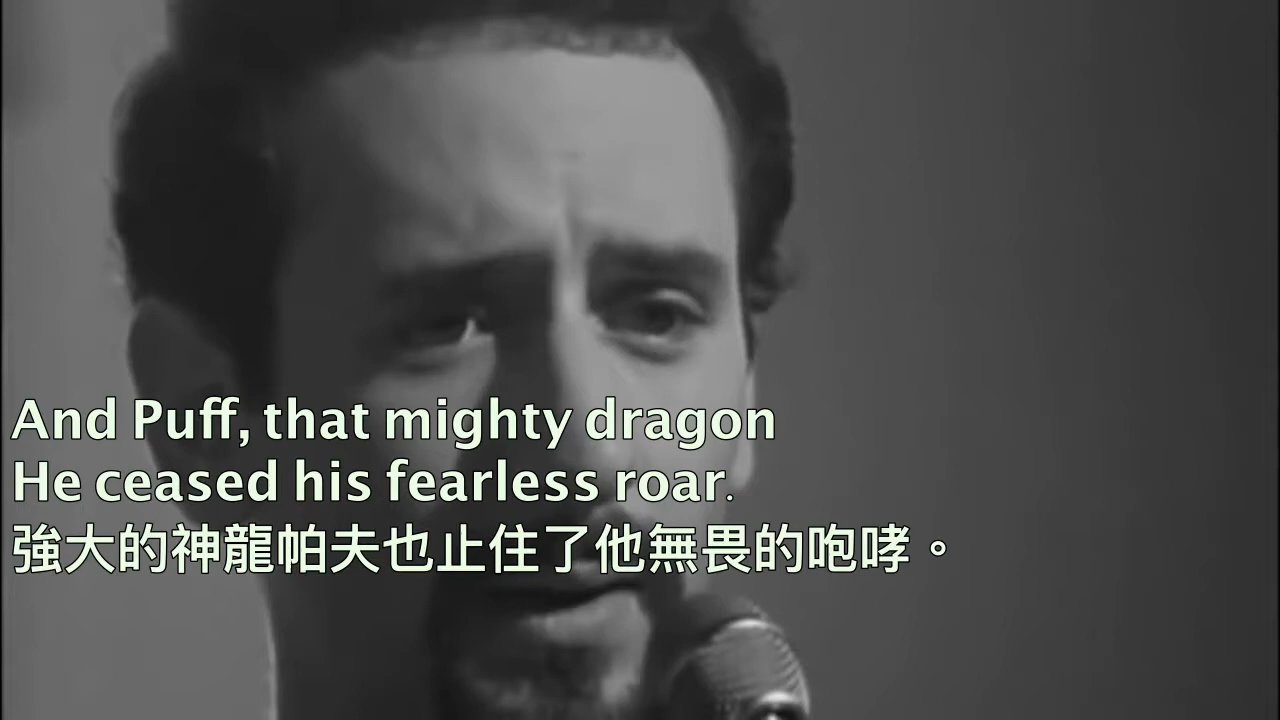 And Puff, that mighty dragon
He ceased his fearless roar.
強大的神龍帕夫也止住了他無畏的咆哮。